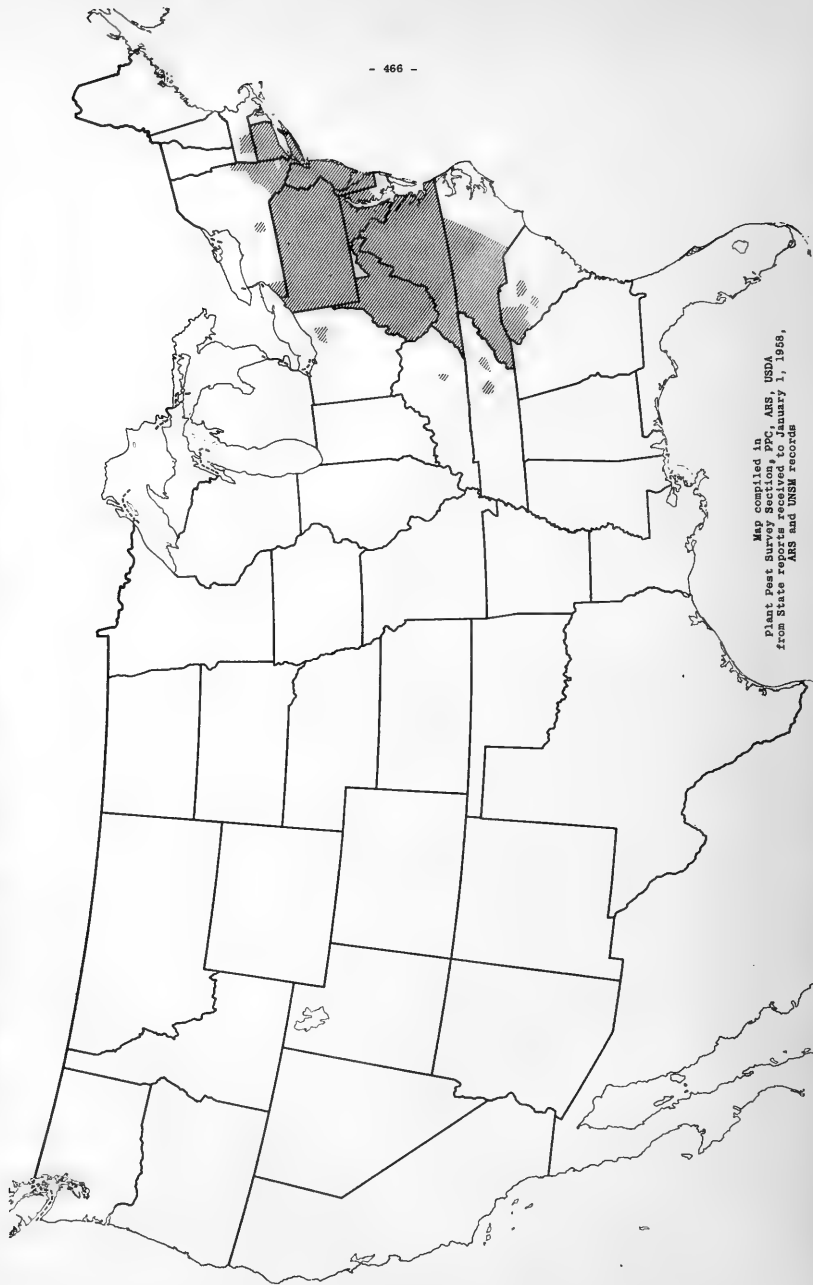 - 466 -
Map compiled in
Plant Pest Survey Section, PPC, ARS, USDA
from State reports received to January 1, 1958,
ARS and UNSM records